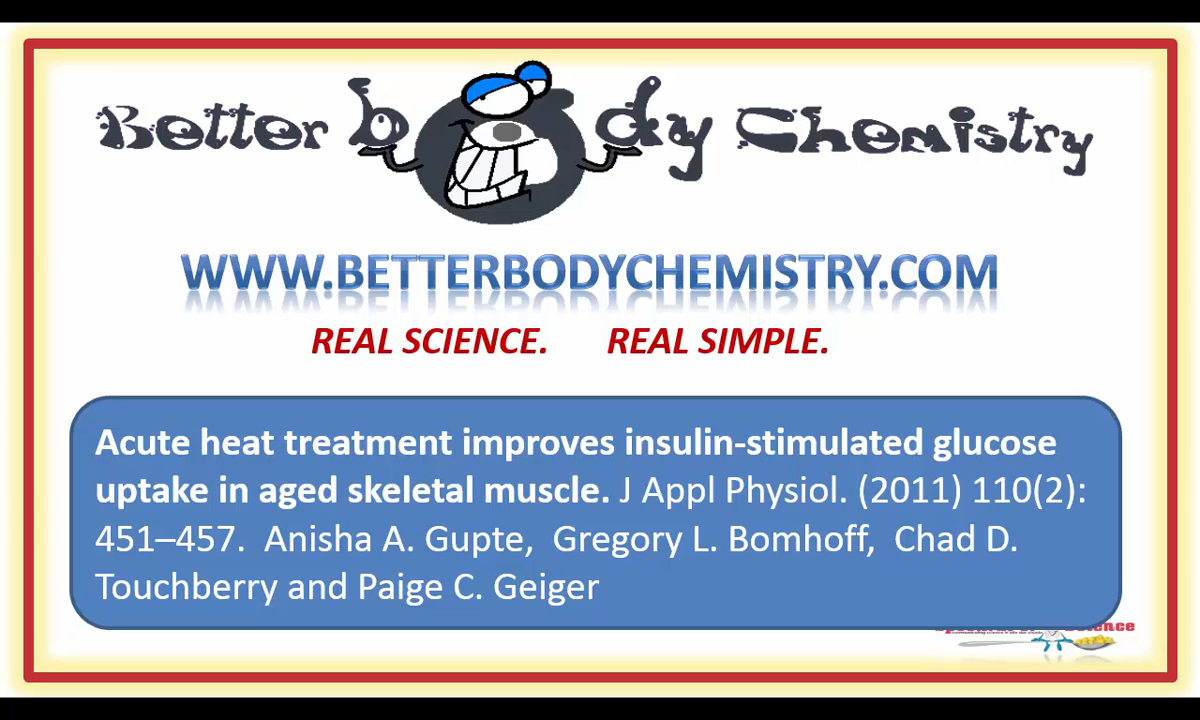 Better body Chemistry
WWW.BETTERBODYCHEMISTRY.COM
REAL SCIENCE. REAL SIMPLE.
Acute heat treatment improves insulin-stimulated glucose
uptake in aged skeletal muscle. J Appl Physiol. (2011) 110(2):
451–457. Anisha A. Gupte, Gregory L. Bomhoff, Chad D.
Touchberry and Paige C. Geiger